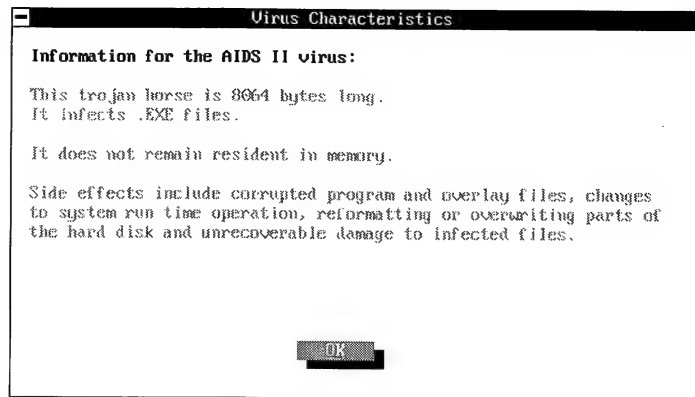 Virus Characteristics
Information for the AIDS II virus:
This trojan horse is 8064 bytes long.
It infects .EXE files.
It does not remain resident in memory.
Side effects include corrupted program and overlay files, changes
to system run time operation, reformatting or overwriting parts of
the hard disk and unrecoverable damage to infected files.
OK